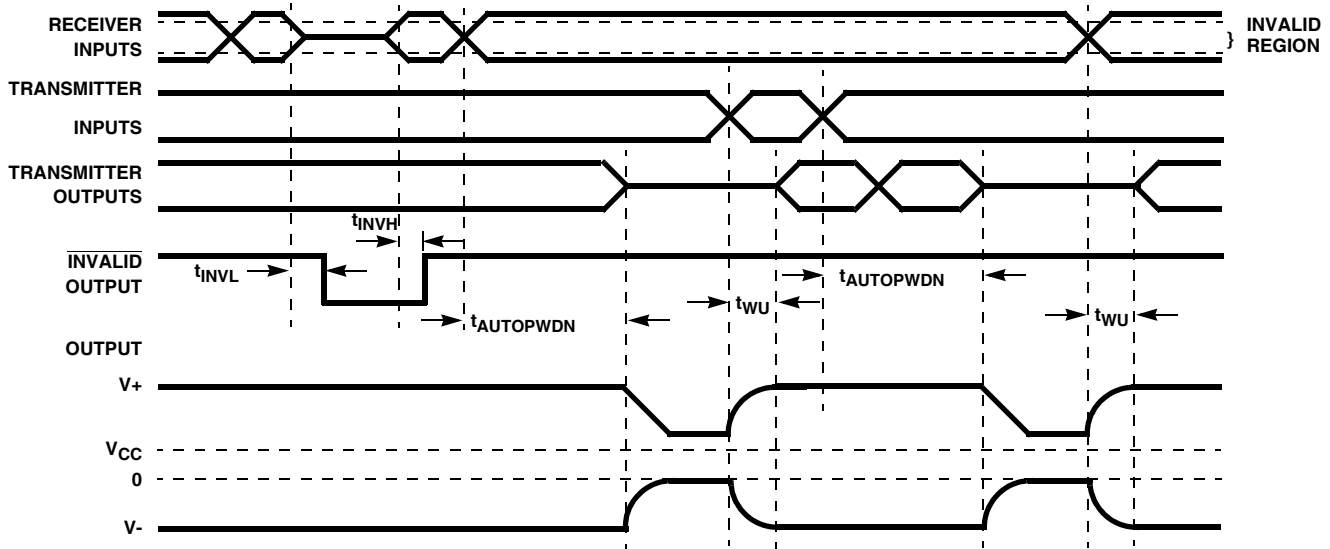 RECEIVER
INPUTS
} INVALID
REGION
TRANSMITTER
INPUTS
TRANSMITTER
OUTPUTS
tINVH
INVALID
OUTPUT
tINVL
tAUTOPWDN
tWU
tWU
tAUTOPWDN
OUTPUT
V+
VCC
0
V-